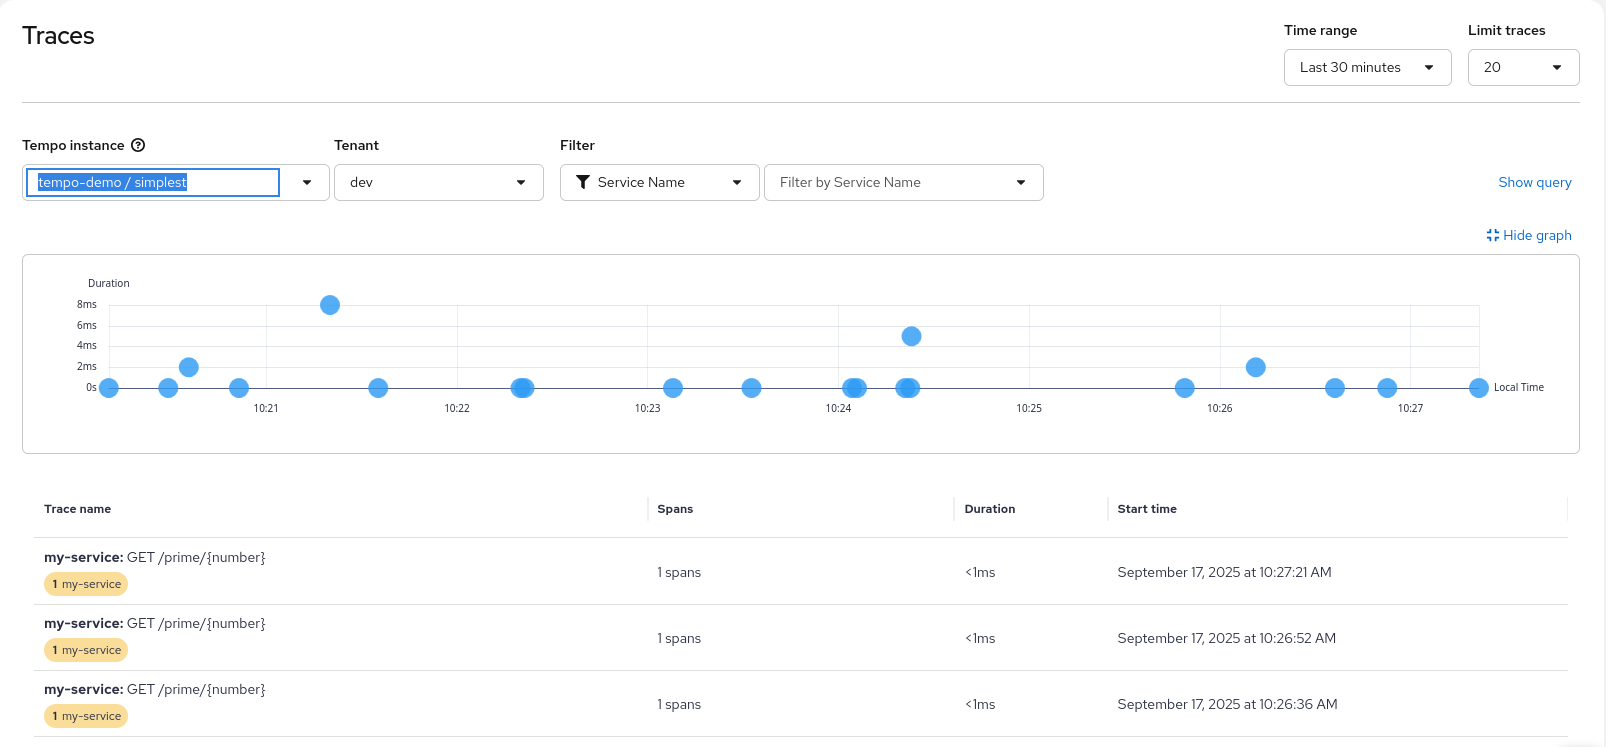 Traces
Time range
Limit traces
Last 30 minutes
20
Tempo instance
Tenant
Filter
tempo-demo / simplest
dev
Service Name
Filter by Service Name
Show query
Hide graph
Duration
8ms
6ms
4ms
2ms
0s
Local Time
10:21 10:22 10:23 10:24 10:25 10:26 10:27
Trace name Spans Duration Start time
my-service: GET /prime/{number}
1 my-service
1 spans <1ms September 17, 2025 at 10:27:21 AM
my-service: GET /prime/{number}
1 my-service
1 spans <1ms September 17, 2025 at 10:26:52 AM
my-service: GET /prime/{number}
1 my-service
1 spans <1ms September 17, 2025 at 10:26:36 AM